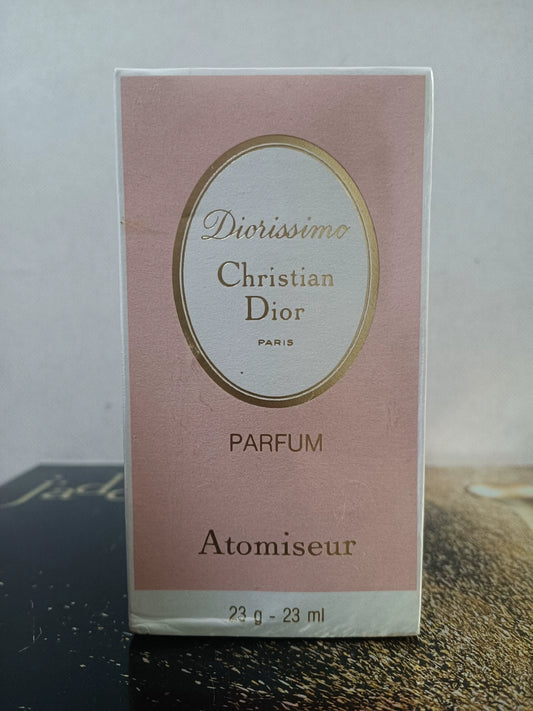 Diorissimo
Christian
Dior
PARIS
PARFUM
Atomiseur
23 g - 23 ml